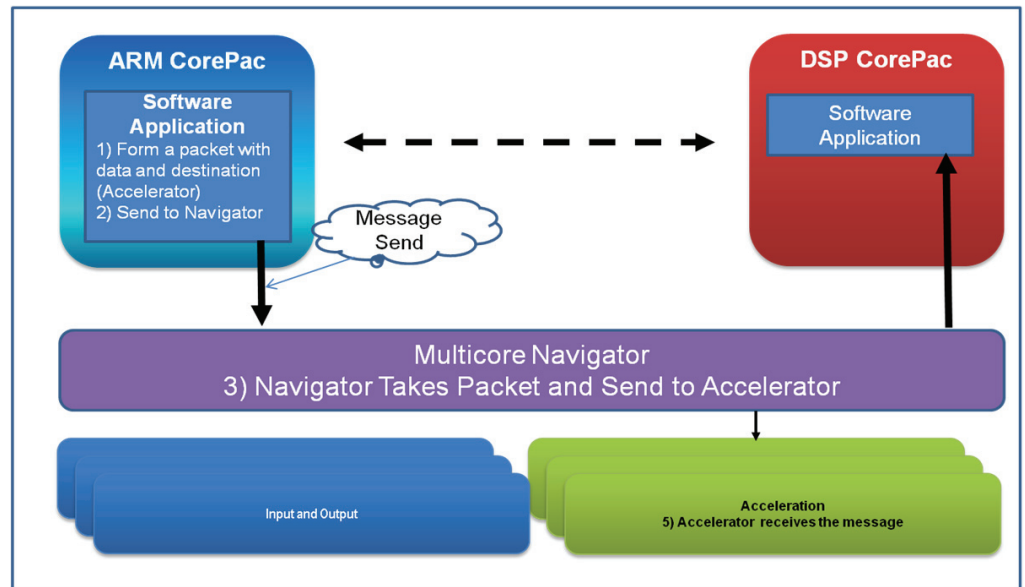 ARM CorePac
Software
Application
1) Form a packet with
data and destination
(Accelerator)
2) Send to Navigator
Message
Send
DSP CorePac
Software
Application
Multicore Navigator
3) Navigator Takes Packet and Send to Accelerator
Input and Output
Acceleration
5) Accelerator receives the message